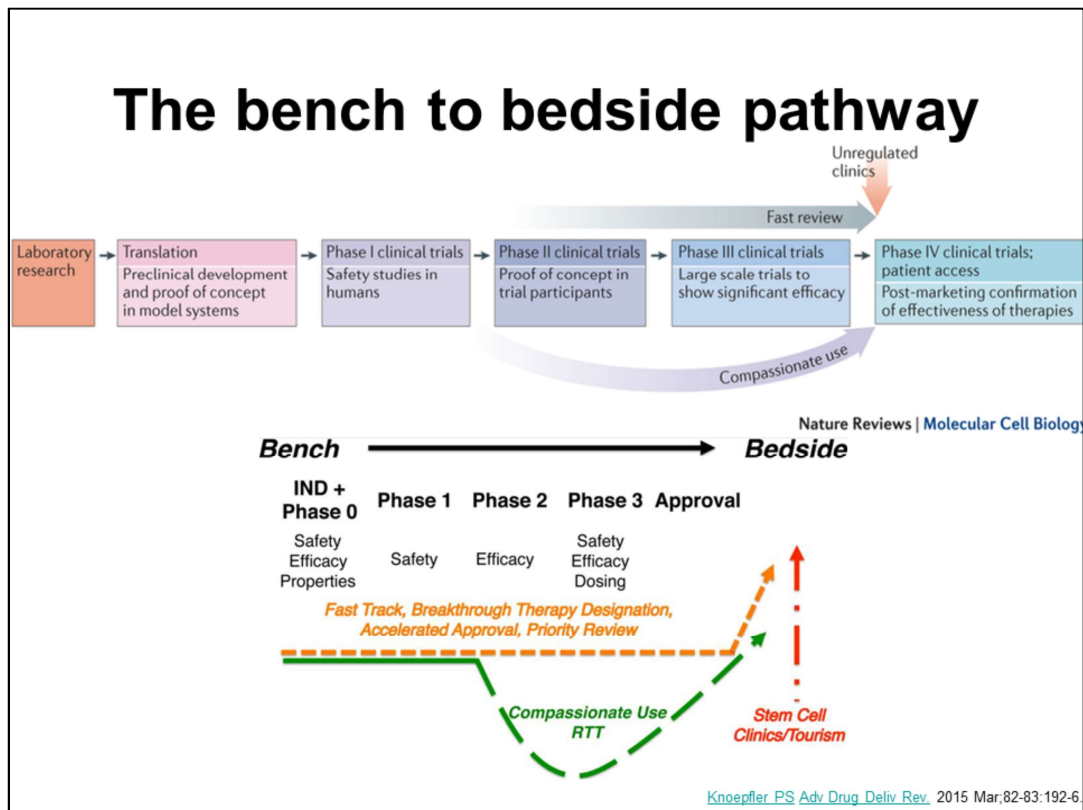 The bench to bedside pathway
Unregulated
clinics
Fast review
Laboratory
research
Translation
Preclinical development
and proof of concept
in model systems
Phase I clinical trials
Safety studies in
humans
Phase II clinical trials
Proof of concept in
trial participants
Phase III clinical trials
Large scale trials to
show significant efficacy
Phase IV clinical trials;
patient access
Post-marketing confirmation
of effectiveness of therapies
Compassionate use
Nature Reviews | Molecular Cell Biology
Bench
Bedside
IND +
Phase 0
Phase 1
Phase 2
Phase 3
Approval
Safety
Efficacy
Properties
Safety
Efficacy
Safety
Efficacy
Dosing
Fast Track, Breakthrough Therapy Designation,
Accelerated Approval, Priority Review
Compassionate Use
RTT
Stem Cell
Clinics/Tourism
Knoepfler PS Adv Drug Deliv Rev. 2015 Mar;82-83:192-6.